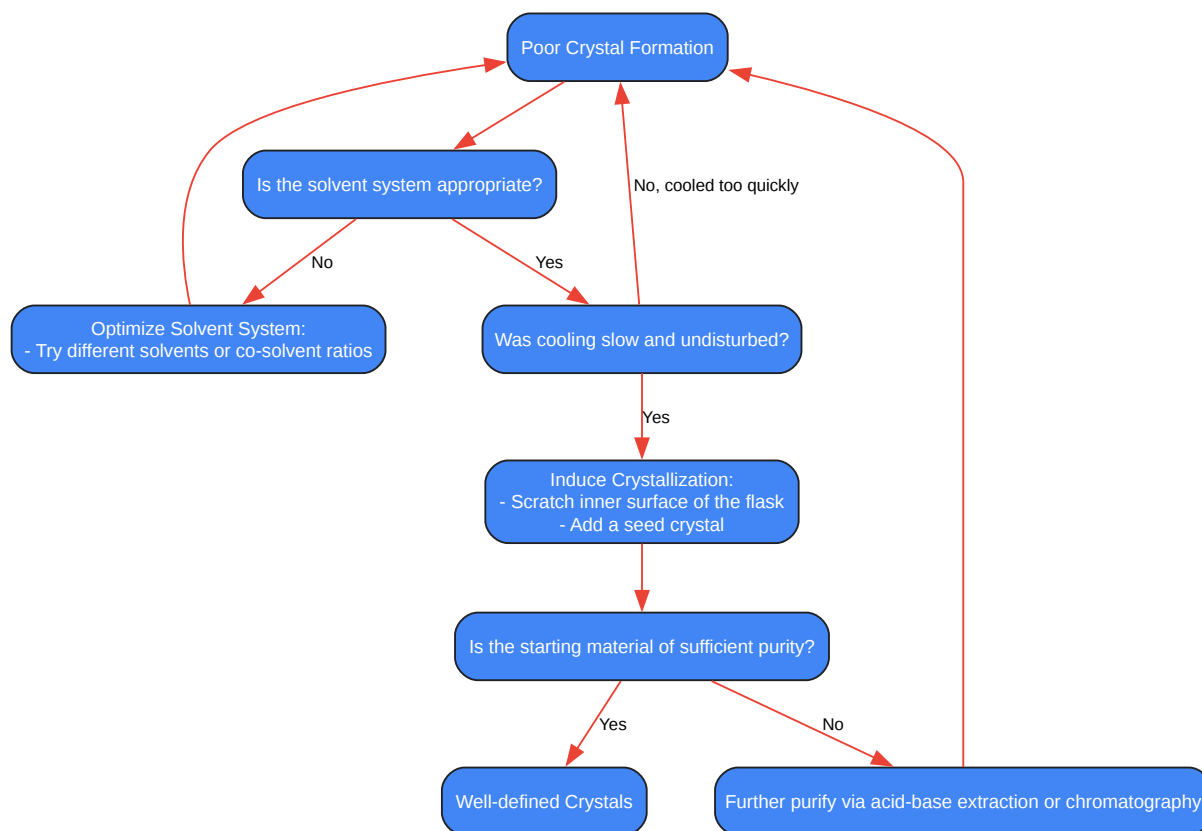 Poor Crystal Formation
Is the solvent system appropriate?
No, cooled too quickly
No
Yes
Optimize Solvent System:
- Try different solvents or co-solvent ratios
Was cooling slow and undisturbed?
Yes
Induce Crystallization:
- Scratch inner surface of the flask
- Add a seed crystal
Is the starting material of sufficient purity?
Yes
No
Well-defined Crystals
Further purify via acid-base extraction or chromatography